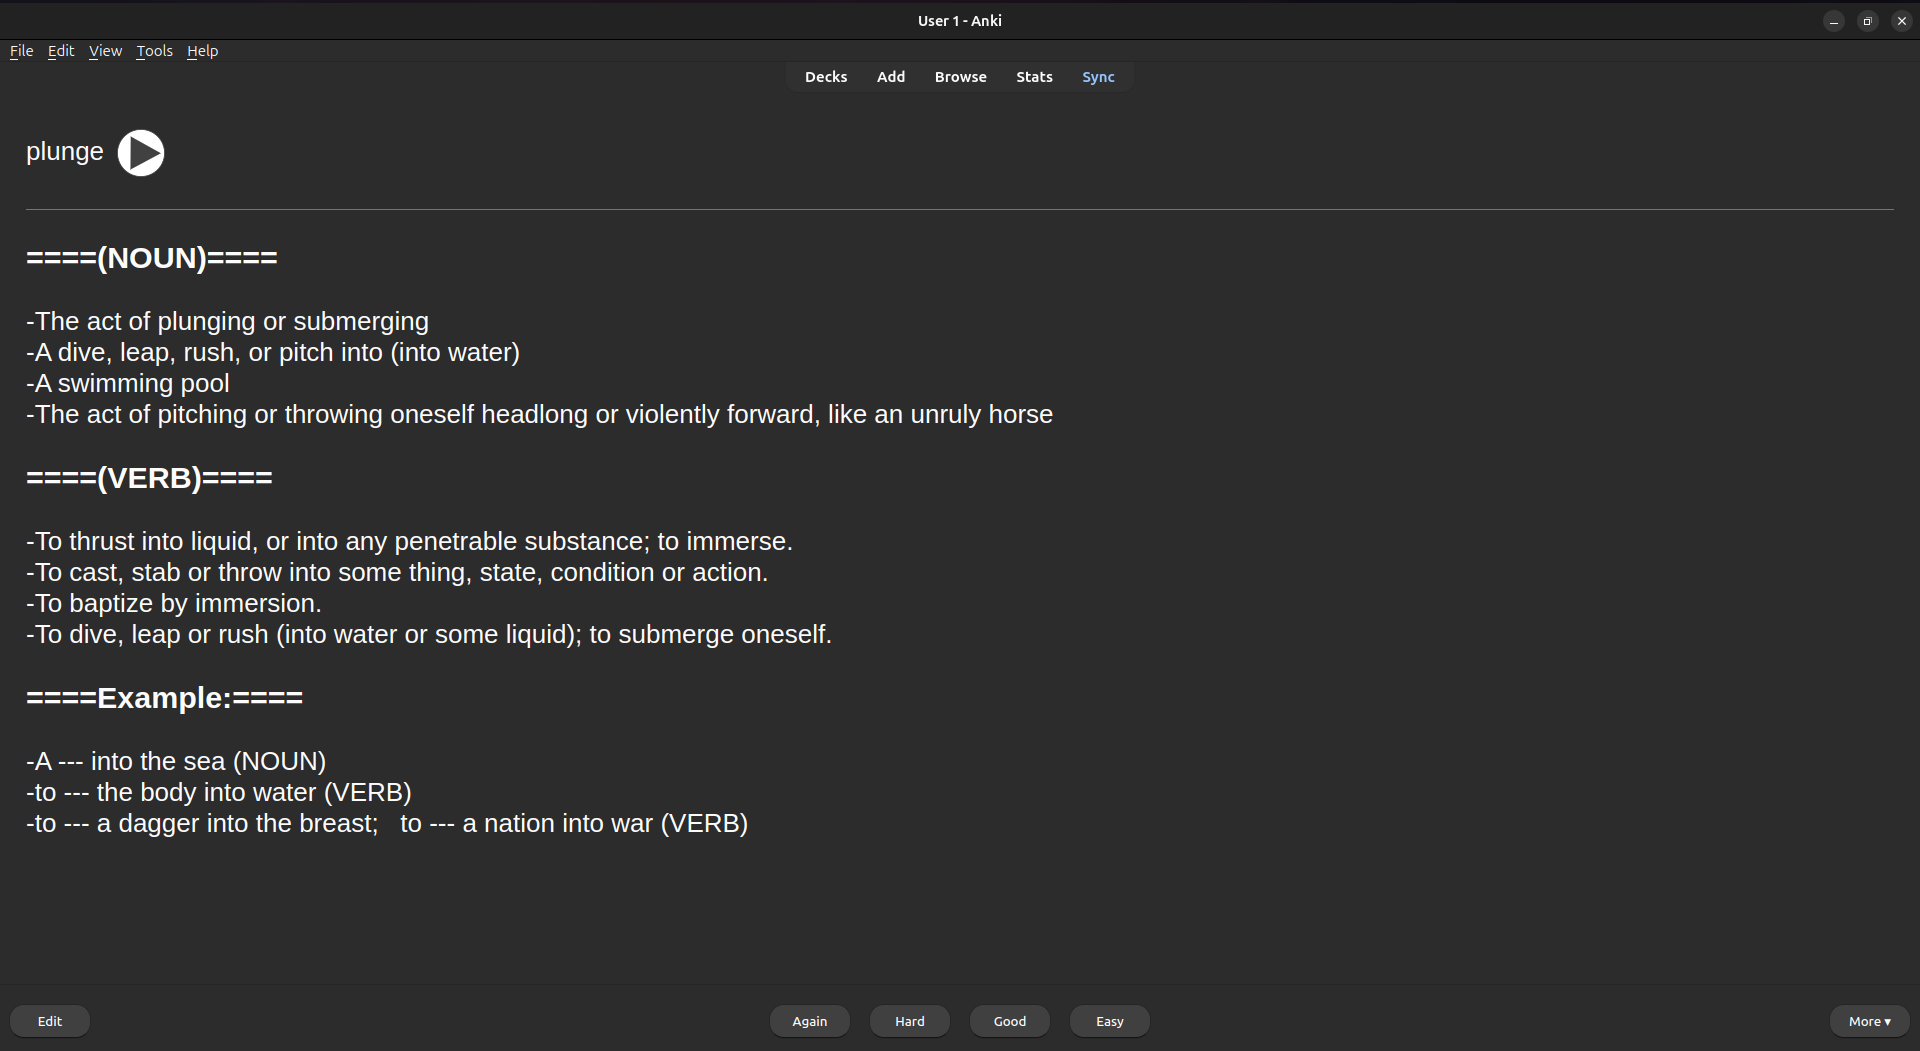 User 1 - Anki
File Edit View Tools Help
Decks Add Browse Stats Sync
plunge
====(NOUN)====
-The act of plunging or submerging
-A dive, leap, rush, or pitch into (into water)
-A swimming pool
-The act of pitching or throwing oneself headlong or violently forward, like an unruly horse
====(VERB)====
-To thrust into liquid, or into any penetrable substance; to immerse.
-To cast, stab or throw into some thing, state, condition or action.
-To baptize by immersion.
-To dive, leap or rush (into water or some liquid); to submerge oneself.
====Example:====
-A --- into the sea (NOUN)
-to --- the body into water (VERB)
-to --- a dagger into the breast;   to --- a nation into war (VERB)
Edit Again Hard Good Easy More ▾